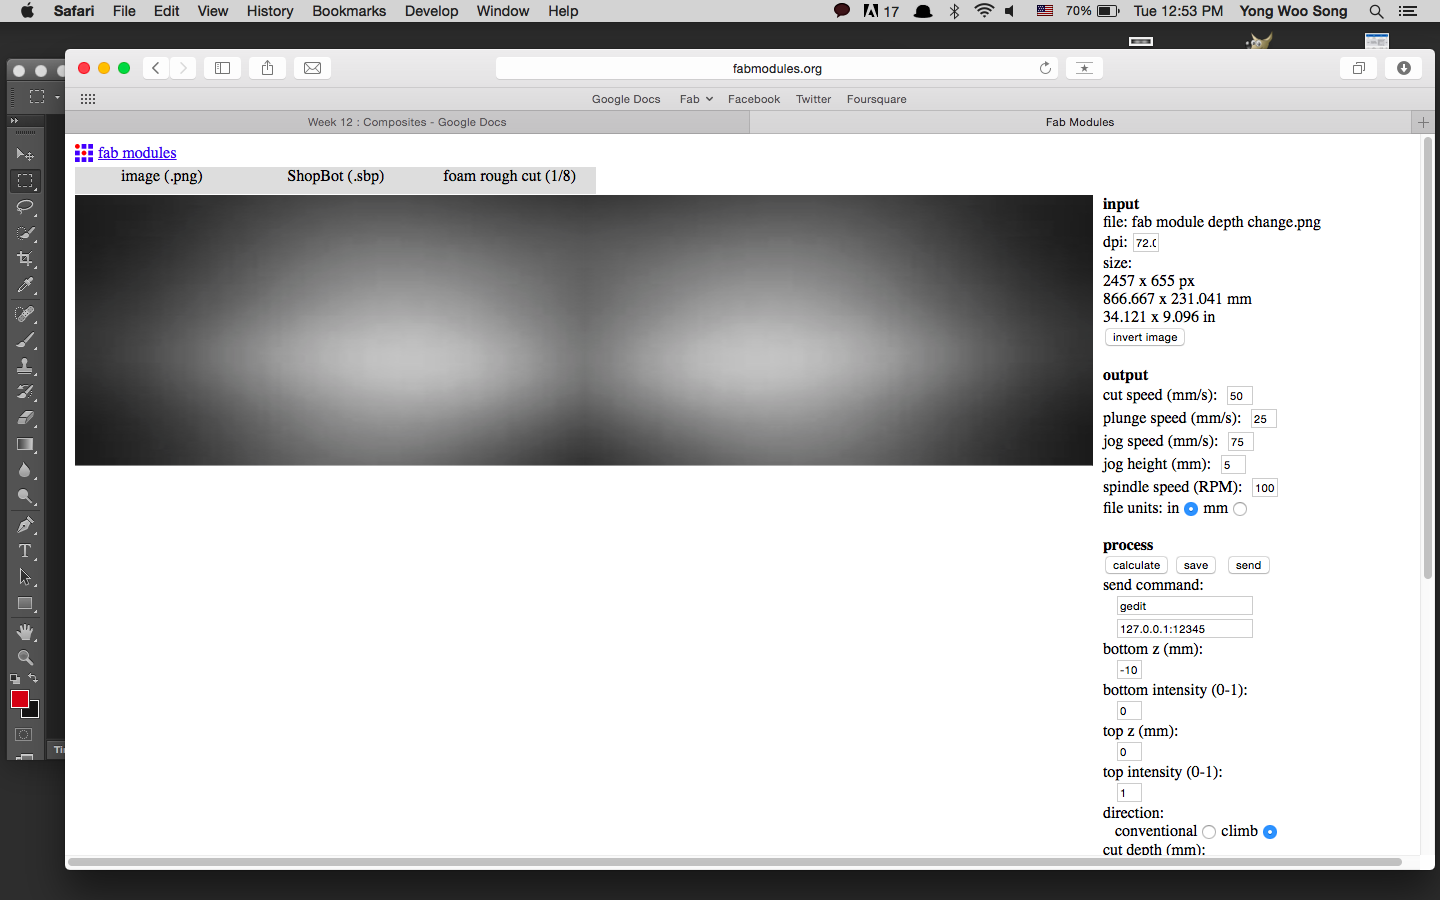 Safari File Edit View History Bookmarks Develop Window Help 17 70% Tue 12:53 PM Yong Woo Song
fabmodules.org
Google Docs Fab Facebook Twitter Foursquare
Week 12 : Composites - Google Docs Fab Modules
fab modules
image (.png) ShopBot (.sbp) foam rough cut (1/8)
input
file: fab module depth change.png
dpi: 72.0
size:
2457 x 655 px
866.667 x 231.041 mm
34.121 x 9.096 in
invert image
output
cut speed (mm/s): 50
plunge speed (mm/s): 25
jog speed (mm/s): 75
jog height (mm): 5
spindle speed (RPM): 100
file units: in mm
process
calculate save send
send command:
gedit
127.0.0.1:12345
bottom z (mm):
-10
bottom intensity (0-1):
0
top z (mm):
0
top intensity (0-1):
1
direction:
conventional climb
cut depth (mm):